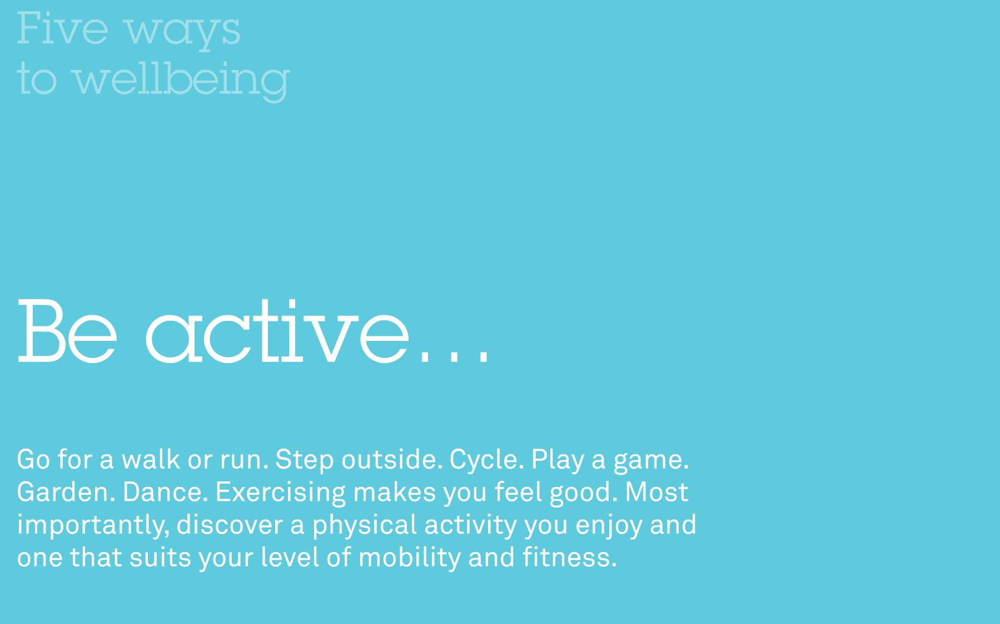 Five ways
to wellbeing
Be active...
Go for a walk or run. Step outside. Cycle. Play a game.
Garden. Dance. Exercising makes you feel good. Most
importantly, discover a physical activity you enjoy and
one that suits your level of mobility and fitness.